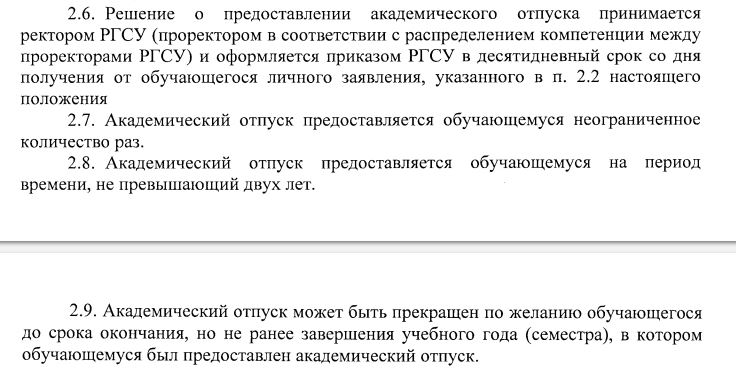 2.6. Решение о предоставлении академического отпуска принимается
ректором РГСУ (проректором в соответствии с распределением компетенции между
проректорами РГСУ) и оформляется приказом РГСУ в десятидневный срок со дня
получения от обучающегося личного заявления, указанного в п. 2.2 настоящего
положения
2.7. Академический отпуск предоставляется обучающемуся неограниченное
количество раз.
2.8. Академический отпуск предоставляется обучающемуся на период
времени, не превышающий двух лет.
2.9. Академический отпуск может быть прекращен по желанию обучающегося
до срока окончания, но не ранее завершения учебного года (семестра), в котором
обучающемуся был предоставлен академический отпуск.